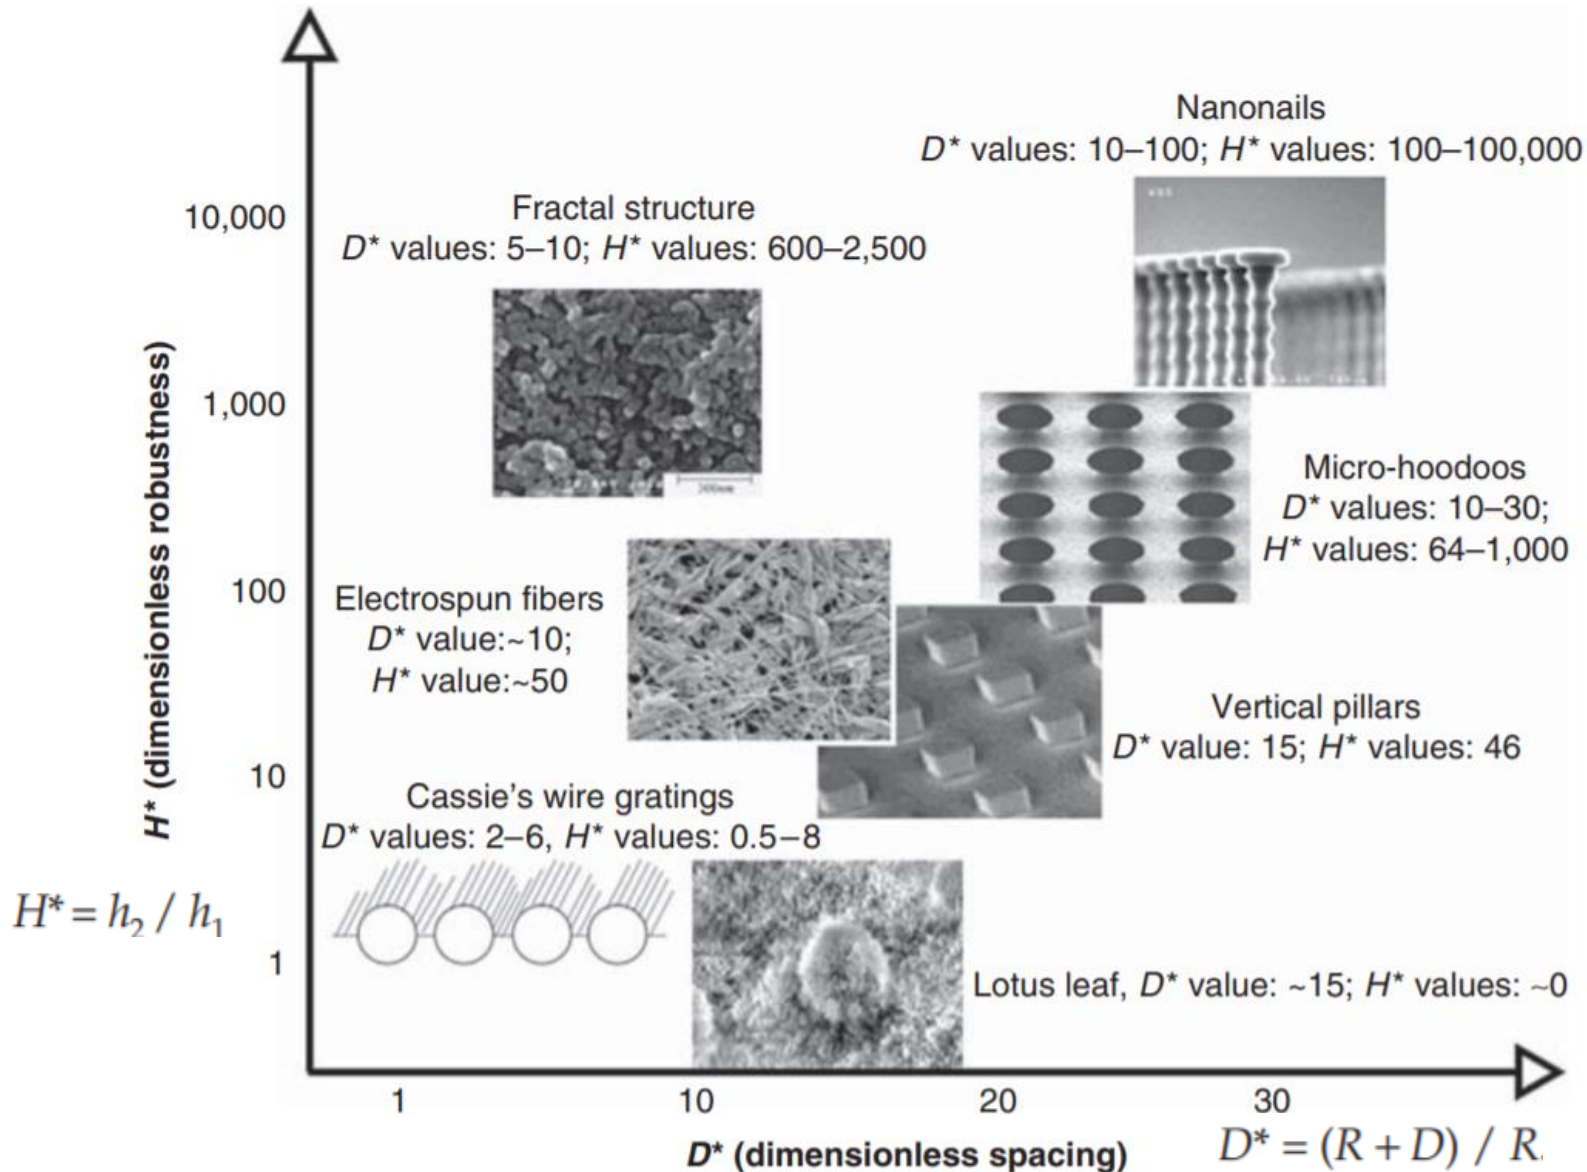 Nanonails
D* values: 10–100; H* values: 100–100,000
Fractal structure
D* values: 5–10; H* values: 600–2,500
10,000
1,000
100
10
1
H* (dimensionless robustness)
300nm
Micro-hoodoos
D* values: 10–30;
H* values: 64–1,000
Electrospun fibers
D* value:~10;
H* value:~50
Vertical pillars
D* value: 15; H* values: 46
Cassie's wire gratings
D* values: 2–6, H* values: 0.5–8
H* = h₂ / h₁
Lotus leaf, D* value: ~15; H* values: ~0
1 10 20 30
D* (dimensionless spacing)
D* = (R + D) / R.